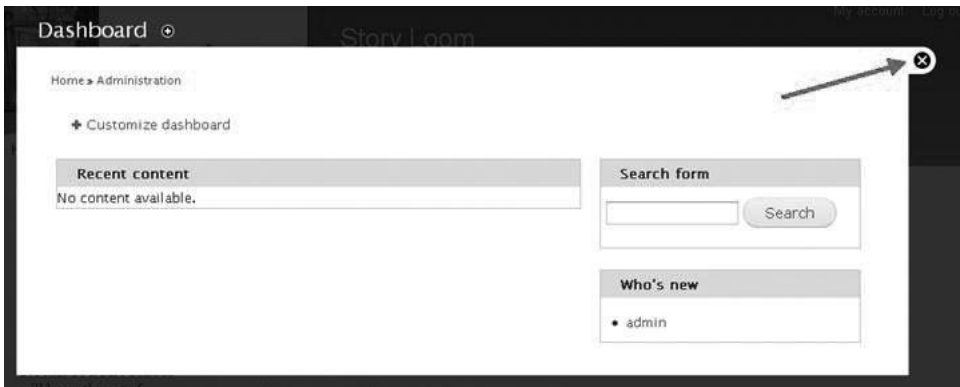 My account Log o
Dashboard
Story Loom
Home » Administration
Customize dashboard
Recent content
No content available.
Search form
Search
Who's new
• admin